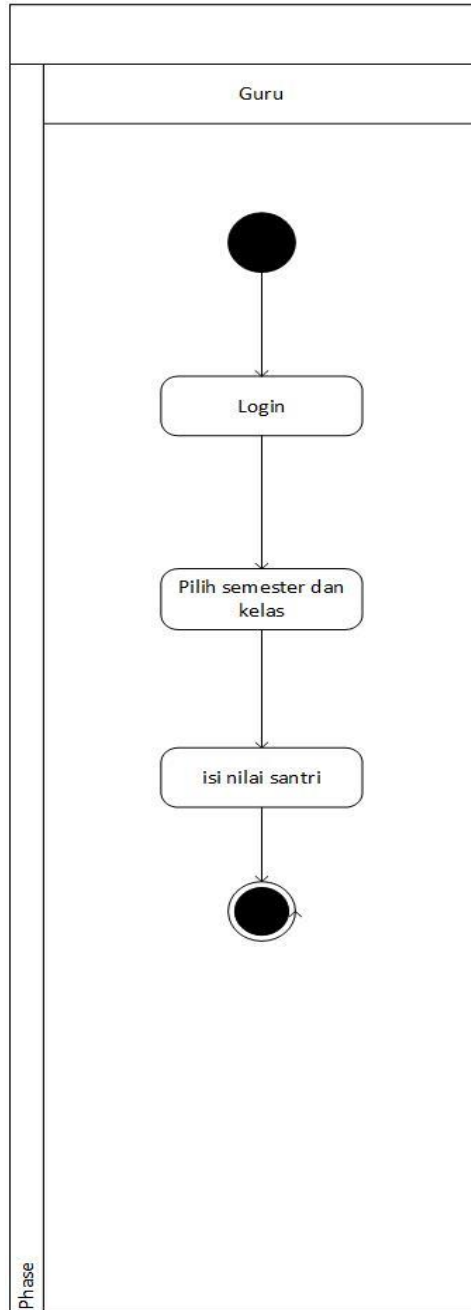 Guru
Login
Pilih semester dan
kelas
isi nilai santri
Phase